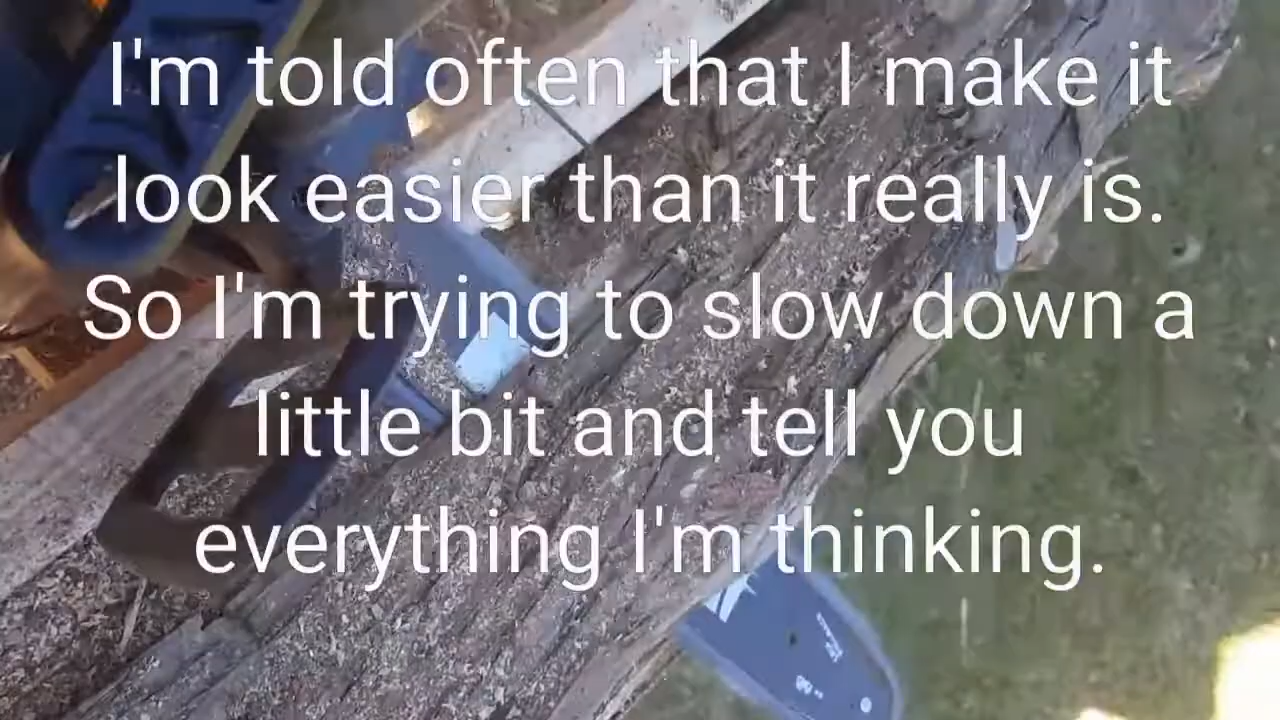 I'm told often that I make it
look easier than it really is.
So I'm trying to slow down a
little bit and tell you
everything I'm thinking.